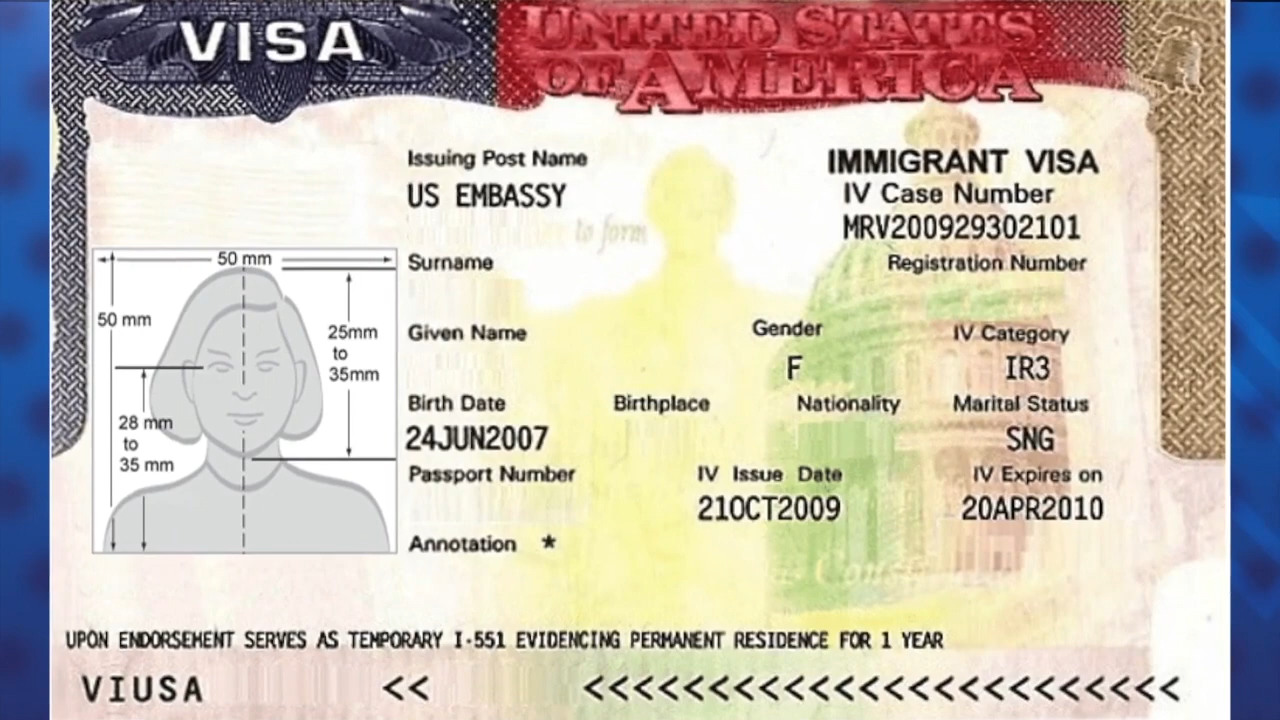 VISA
UNITED STATES
OF AMERICA
Issuing Post Name
IMMIGRANT VISA
US EMBASSY
IV Case Number
to form
MRV200929302101
Surname
Registration Number
50 mm
50 mm
25mm
to
35mm
28 mm
to
35 mm
Given Name
Gender
IV Category
F
IR3
Birth Date
Birthplace
Nationality
Marital Status
24JUN2007
SNG
Passport Number
IV Issue Date
IV Expires on
21OCT2009
20APR2010
Annotation *
UPON ENDORSEMENT SERVES AS TEMPORARY I-551 EVIDENCING PERMANENT RESIDENCE FOR 1 YEAR
VIUSA << <<<<<<<<<<<<<<<<<<<<<<<<